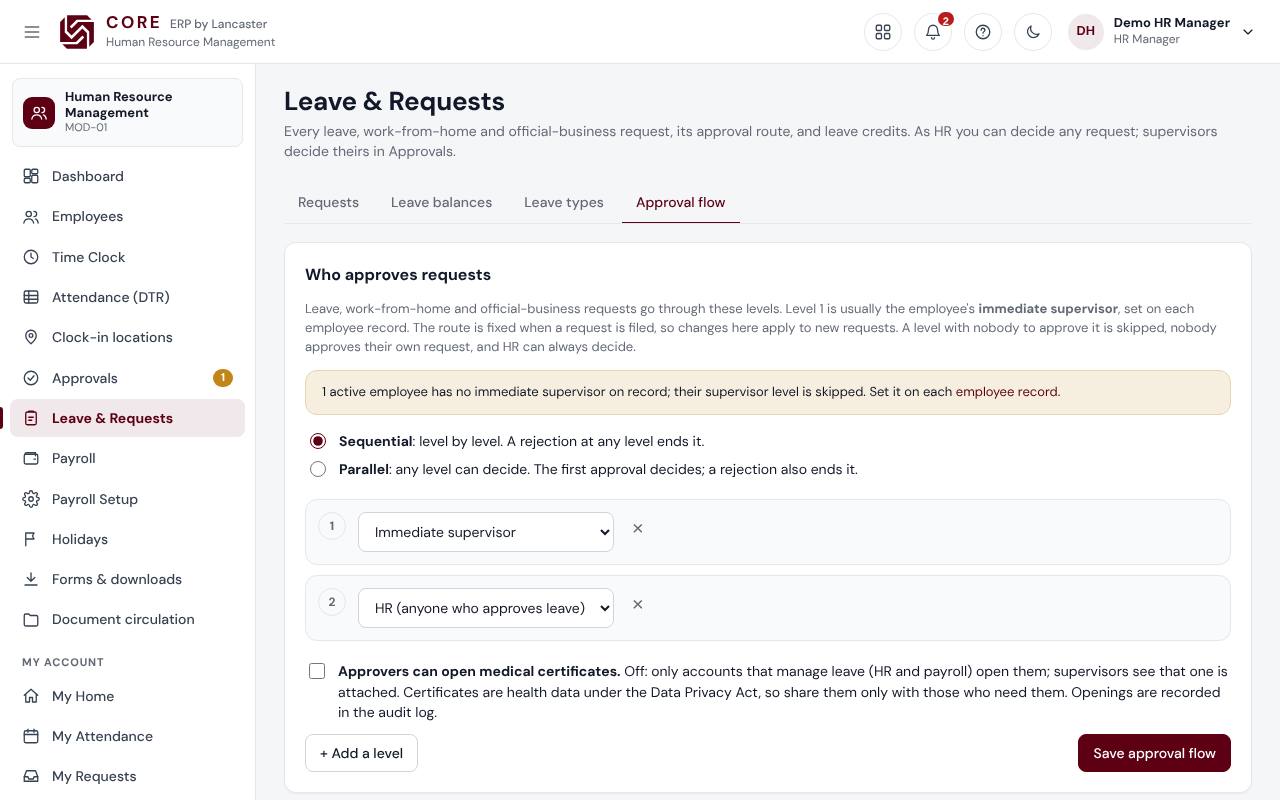 CORE ERP by Lancaster
Human Resource Management
2
DH
Demo HR Manager
HR Manager
Human Resource
Management
MOD-01
Dashboard
Employees
Time Clock
Attendance (DTR)
Clock-in locations
Approvals 1
Leave & Requests
Payroll
Payroll Setup
Holidays
Forms & downloads
Document circulation
MY ACCOUNT
My Home
My Attendance
My Requests
Leave & Requests
Every leave, work-from-home and official-business request, its approval route, and leave credits. As HR you can decide any request; supervisors
decide theirs in Approvals.
Requests Leave balances Leave types Approval flow
Who approves requests
Leave, work-from-home and official-business requests go through these levels. Level 1 is usually the employee's immediate supervisor, set on each
employee record. The route is fixed when a request is filed, so changes here apply to new requests. A level with nobody to approve it is skipped, nobody
approves their own request, and HR can always decide.
1 active employee has no immediate supervisor on record; their supervisor level is skipped. Set it on each employee record.
Sequential: level by level. A rejection at any level ends it.
Parallel: any level can decide. The first approval decides; a rejection also ends it.
1 Immediate supervisor ✕
2 HR (anyone who approves leave) ✕
Approvers can open medical certificates. Off: only accounts that manage leave (HR and payroll) open them; supervisors see that one is
attached. Certificates are health data under the Data Privacy Act, so share them only with those who need them. Openings are recorded
in the audit log.
+ Add a level
Save approval flow